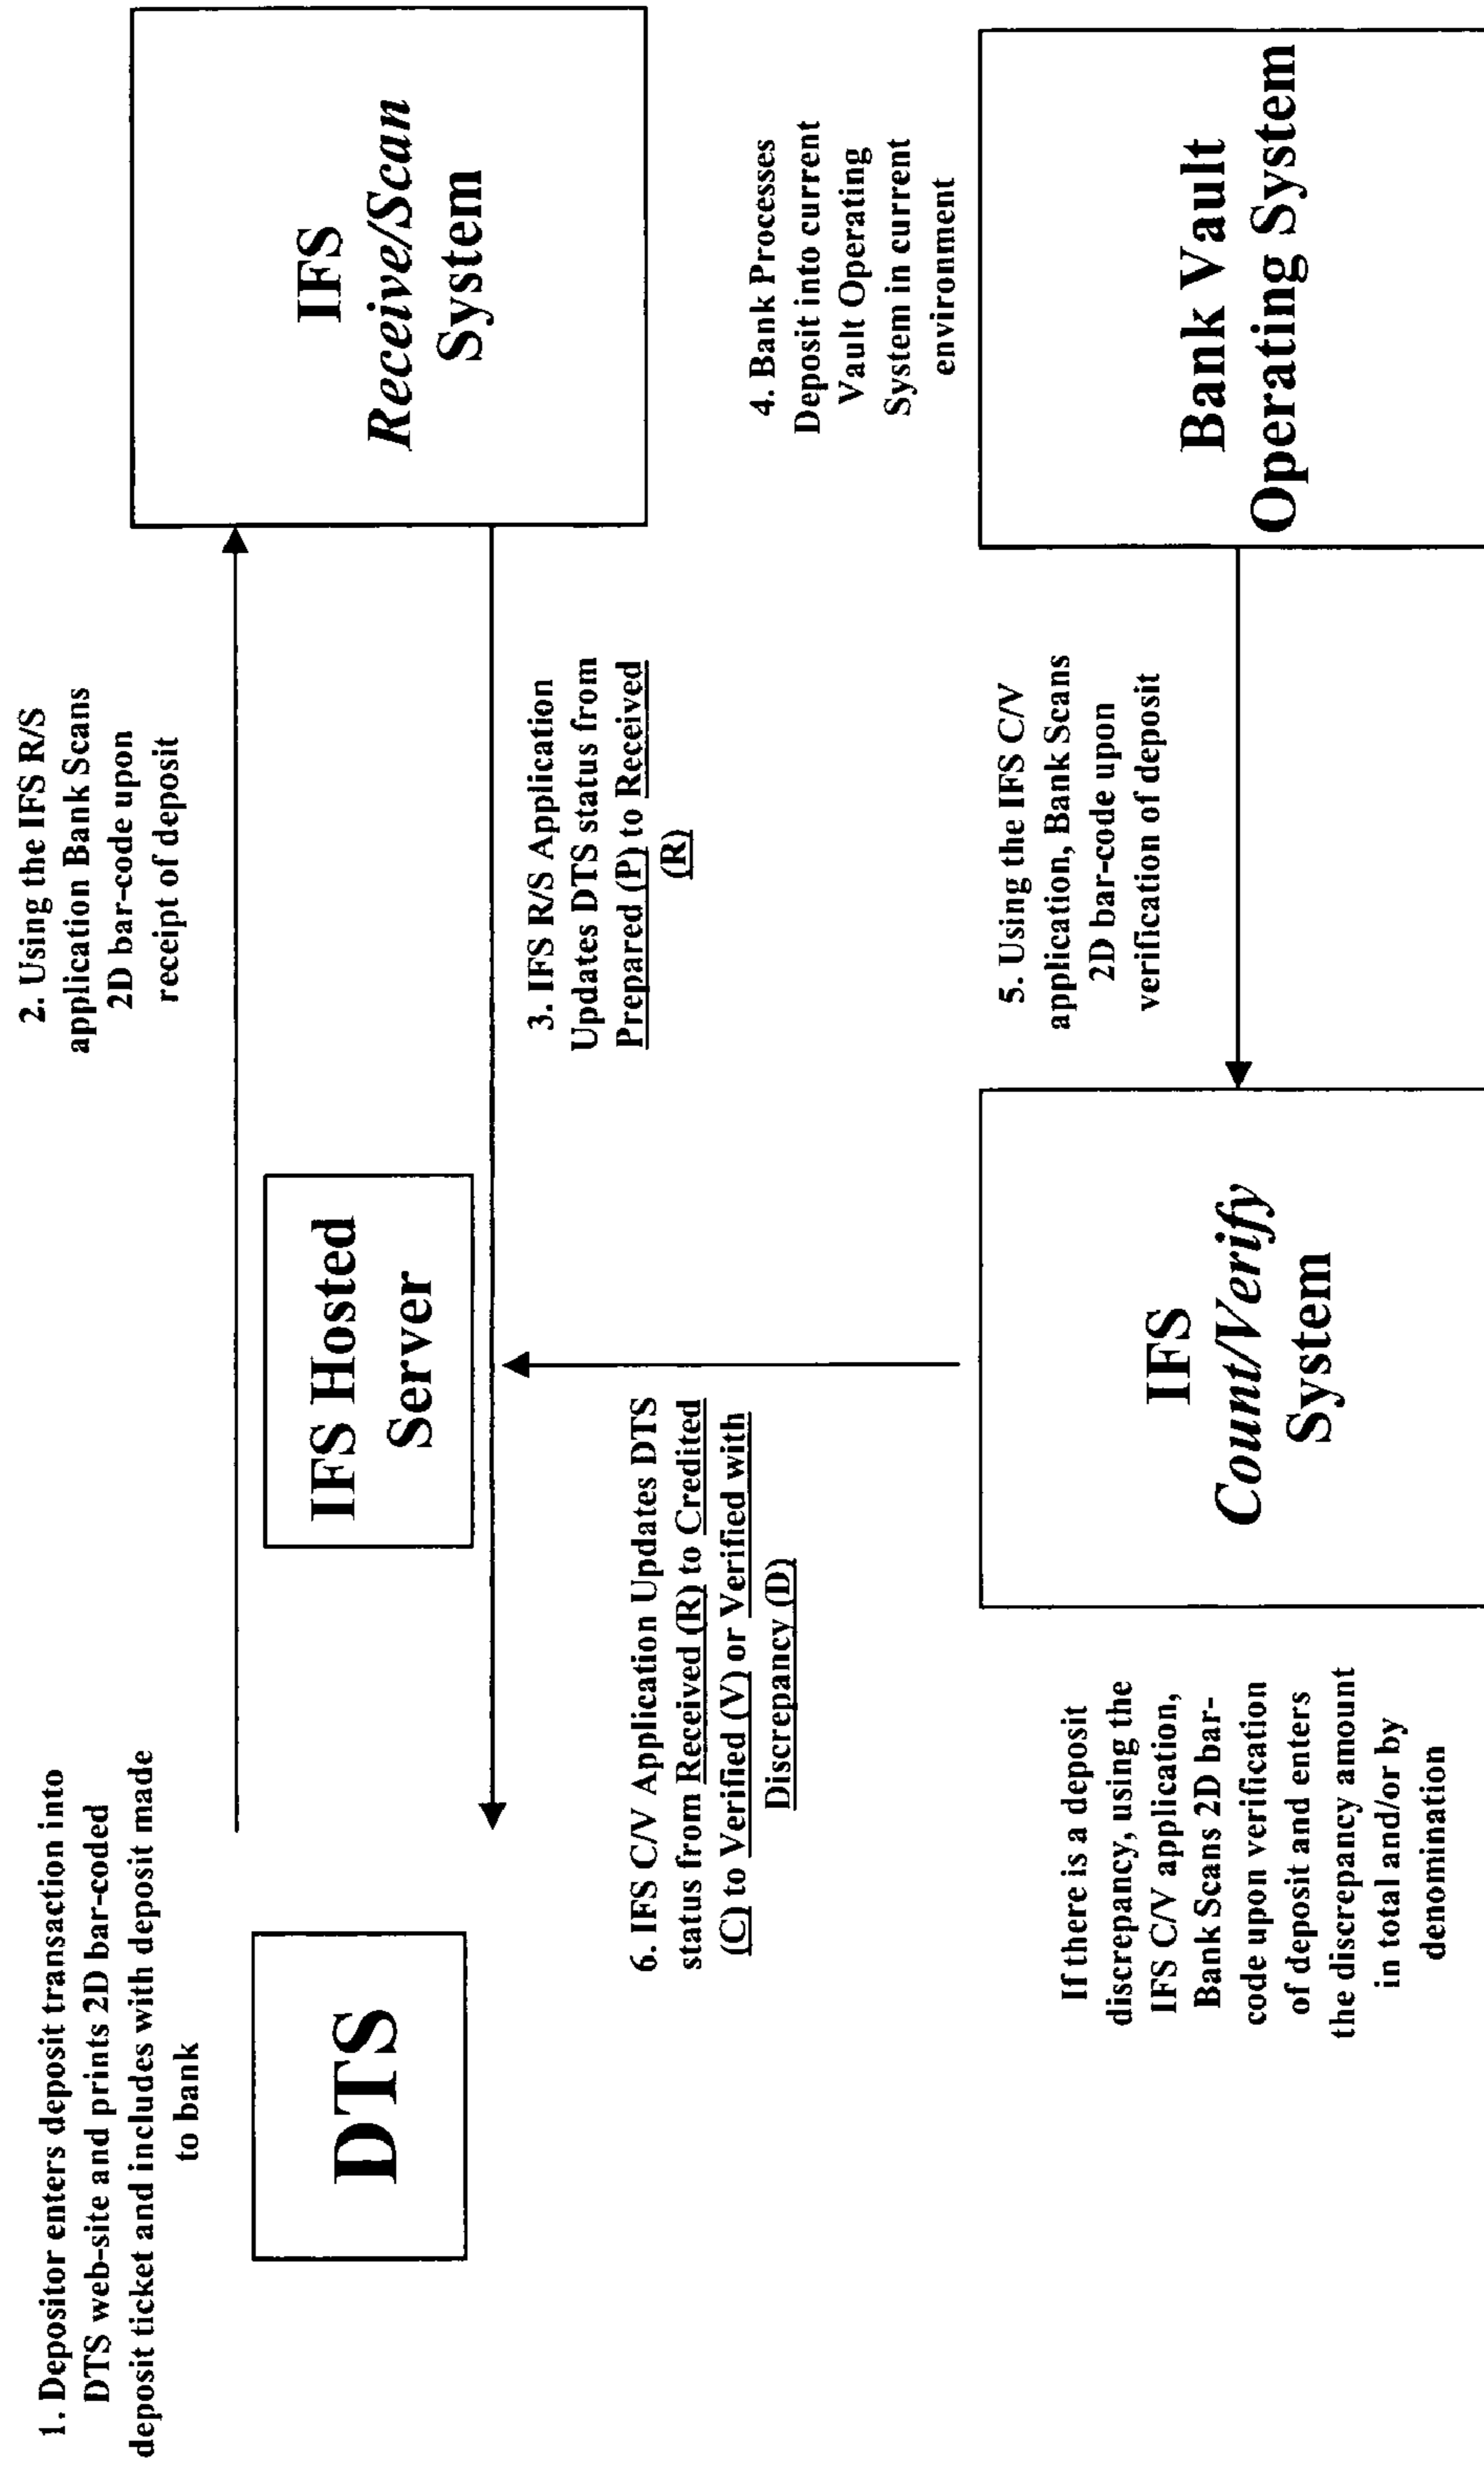 1. Depositor enters deposit transaction into
DTS web-site and prints 2D bar-coded
deposit ticket and includes with deposit made
to bank
2. Using the IFS R/S
application Bank Scans
2D bar-code upon
receipt of deposit
DTS
IFS Hosted
Server
IFS
Receive/Scan
System
3. IFS R/S Application
Updates DTS status from
Prepared (P) to Received
(R)
6. IFS C/V Application Updates DTS
status from Received (R) to Credited
(C) to Verified (V) or Verified with
Discrepancy (D)
4. Bank Processes
Deposit into current
Vault Operating
System in current
environment
5. Using the IFS C/V
application, Bank Scans
2D bar-code upon
verification of deposit
If there is a deposit
discrepancy, using the
IFS C/V application,
Bank Scans 2D bar-
code upon verification
of deposit and enters
the discrepancy amount
in total and/or by
denomination
IFS
Count/Verify
System
Bank Vault
Operating System